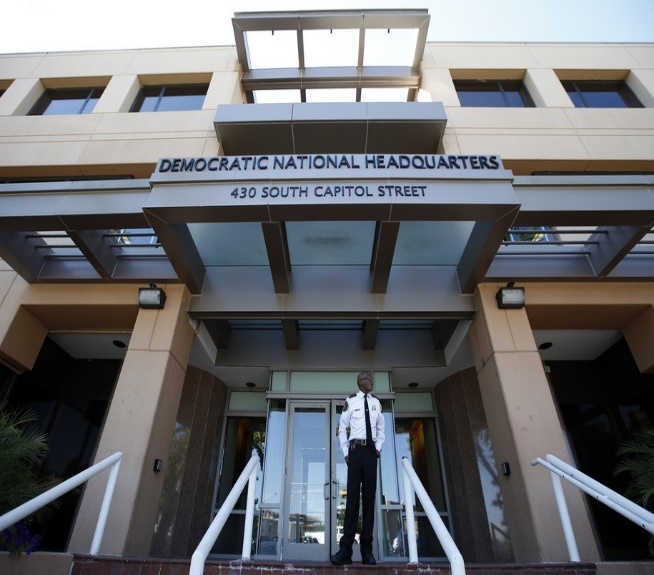 DEMOCRATIC NATIONAL HEADQUARTERS
430 SOUTH CAPITOL STREET